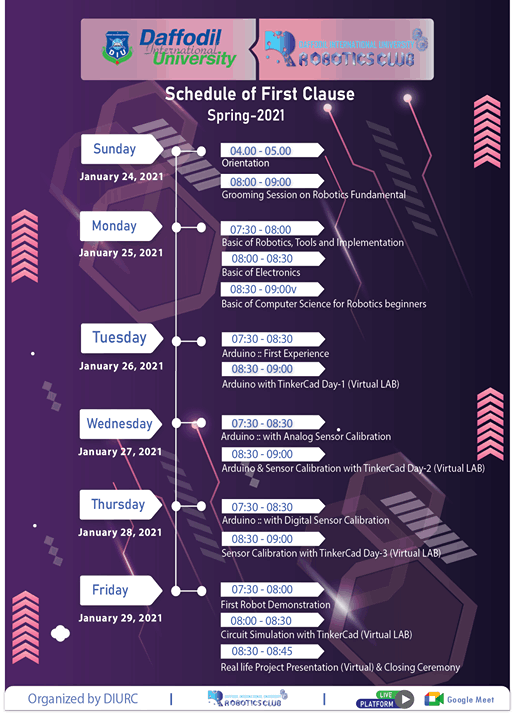 DIU
Daffodil
International
University
DAFFODIL INTERNATIONAL UNIVERSITY
ROBOTICS CLUB
Schedule of First Clause
Spring-2021
Sunday
January 24, 2021
04.00 - 05.00
Orientation
08:00 - 09:00
Grooming Session on Robotics Fundamental
Monday
January 25, 2021
07:30 - 08:00
Basic of Robotics, Tools and Implementation
08:00 - 08:30
Basic of Electronics
08:30 - 09:00v
Basic of Computer Science for Robotics beginners
Tuesday
January 26, 2021
07:30 - 08:30
Arduino :: First Experience
08:30 - 09:00
Arduino with TinkerCad Day-1 (Virtual LAB)
Wednesday
January 27, 2021
07:30 - 08:30
Arduino :: with Analog Sensor Calibration
08:30 - 09:00
Arduino & Sensor Calibration with TinkerCad Day-2 (Virtual LAB)
Thursday
January 28, 2021
07:30 - 08:30
Arduino :: with Digital Sensor Calibration
08:30 - 09:00
Sensor Calibration with TinkerCad Day-3 (Virtual LAB)
Friday
January 29, 2021
07:30 - 08:00
First Robot Demonstration
08:00 - 08:30
Circuit Simulation with TinkerCad (Virtual LAB)
08:30 - 08:45
Real life Project Presentation (Virtual) & Closing Ceremony
Organized by DIURC
DAFFODIL INTERNATIONAL UNIVERSITY
ROBOTICS CLUB
LIVE
PLATFORM
Google Meet